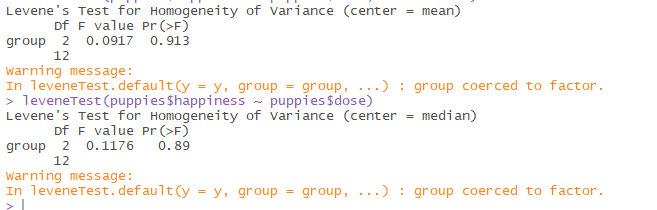 Levene's Test for Homogeneity of Variance (center = mean)
Df F value Pr(>F)
group 2 0.0917 0.913
12
Warning message:
In leveneTest.default(y = y, group = group, ...) : group coerced to factor.
> leveneTest(puppies$happiness ~ puppies$dose)
Levene's Test for Homogeneity of Variance (center = median)
Df F value Pr(>F)
group 2 0.1176 0.89
12
Warning message:
In leveneTest.default(y = y, group = group, ...) : group coerced to factor.
>